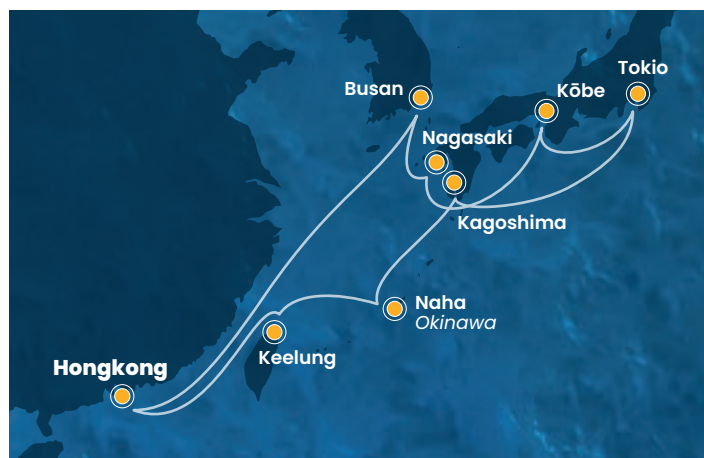 Tokio
Busan
Kōbe
Nagasaki
Kagoshima
Naha
Okinawa
Keelung
Hongkong